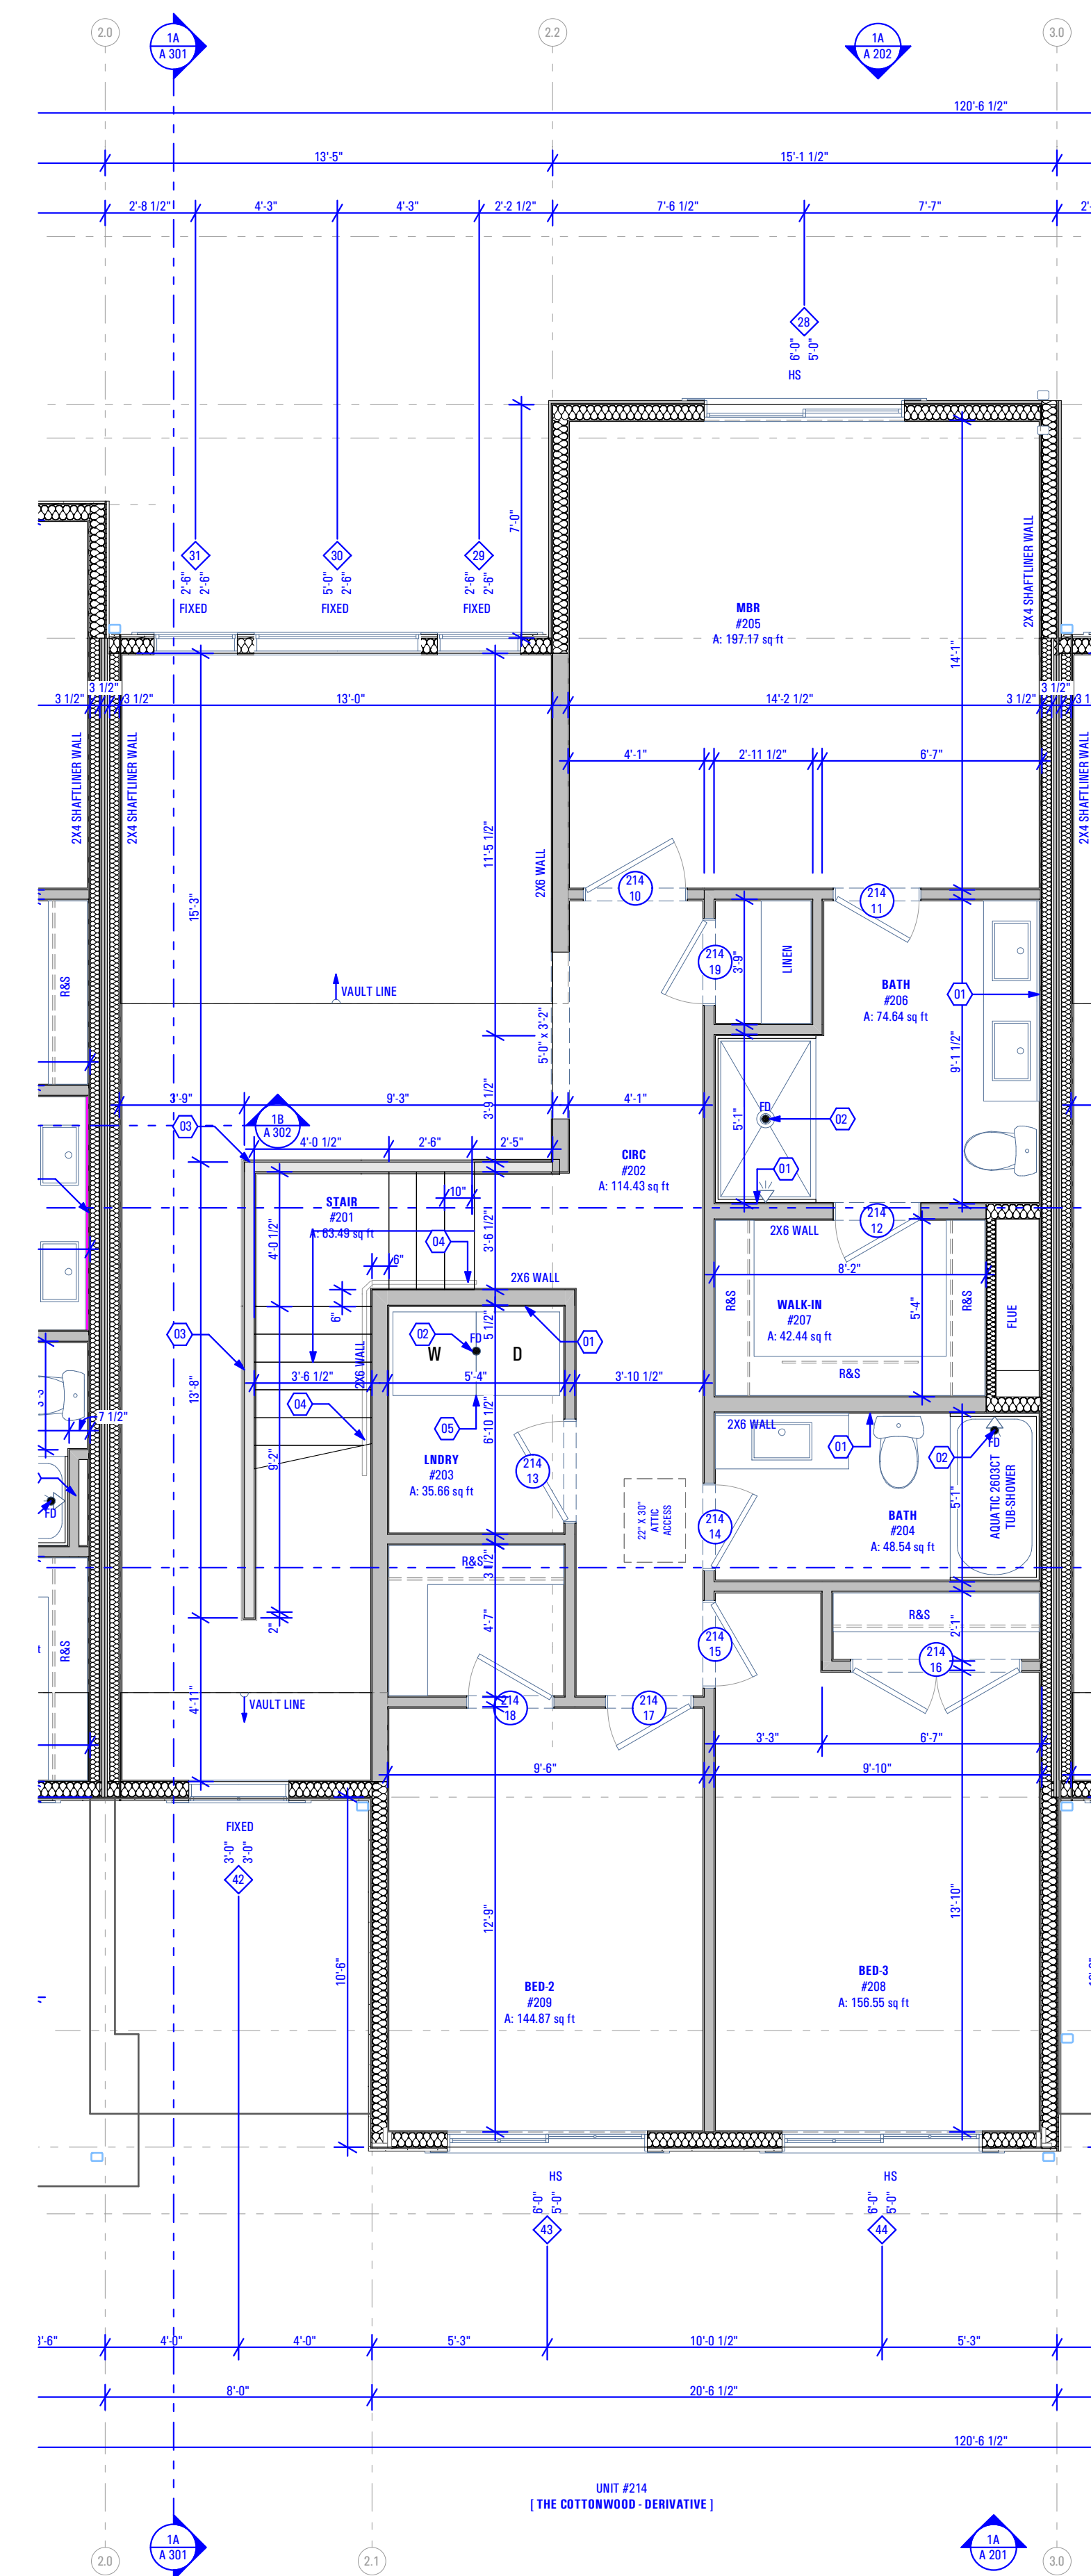 2.0
1A
A 301
2.2
1A
A 202
3.0
120'-6 1/2"
13'-5"
15'-1 1/2"
2'-8 1/2"
4'-3"
4'-3"
2'-2 1/2"
7'-6 1/2"
7'-7"
28
6'-0"
5'-0"
HS
7'-0"
31
30
29
2'-6"
2'-6"
5'-0"
2'-6"
2'-6"
2'-6"
FIXED
FIXED
FIXED
MBR
#205
A: 197.17 sq ft
2X4 SHAFTLINER WALL
14'-1"
3 1/2"
3 1/2"
3 1/2"
13'-0"
14'-2 1/2"
3 1/2"
3 1/2"
2X4 SHAFTLINER WALL
2X4 SHAFTLINER WALL
2X4 SHAFTLINER WALL
4'-1"
2'-11 1/2"
6'-7"
11'-5 1/2"
2X6 WALL
15'-3"
214
10
214
11
214
19
3'-9"
LINEN
R&S
BATH
#206
A: 74.64 sq ft
01
VAULT LINE
5'-0" x 3'-2"
9'-1 1/2"
3'-9"
9'-3"
3'-9 1/2"
4'-1"
5'-1"
FD
02
03
1B
A 302
4'-0 1/2"
2'-6"
2'-5"
CIRC
#202
A: 114.43 sq ft
01
10"
STAIR
#201
A: 63.49 sq ft
4'-0 1/2"
3'-6 1/2"
04
214
12
2X6 WALL
6"
2X6 WALL
8'-2"
R&S
WALK-IN
#207
A: 42.44 sq ft
5'-4"
R&S
FLUE
6"
03
02
FD
5 1/2"
W
D
01
2X6 WALL
R&S
3'-6 1/2"
5'-4"
3'-10 1/2"
13'-8"
04
05
6'-10 1/2"
7 1/2"
2X6 WALL
01
02
FD
9'-2"
LNDRY
#203
A: 35.66 sq ft
214
13
AQUATIC 2603CT
TUB-SHOWER
5'-1"
FD
22" X 30"
ATTIC
ACCESS
214
14
BATH
#204
A: 48.54 sq ft
R&S
3 1/2"
4'-7"
2"
R&S
R&S
2'-1"
214
15
214
16
4'-11"
VAULT LINE
214
18
214
17
3'-3"
6'-7"
9'-6"
9'-10"
FIXED
3'-0"
3'-0"
42
12'-9"
13'-10"
10'-6"
BED-2
#209
A: 144.87 sq ft
BED-3
#208
A: 156.55 sq ft
HS
HS
6'-0"
5'-0"
6'-0"
5'-0"
43
44
4'-0"
4'-0"
5'-3"
10'-0 1/2"
5'-3"
8'-0"
20'-6 1/2"
120'-6 1/2"
UNIT #214
[ THE COTTONWOOD - DERIVATIVE ]
2.0
1A
A 301
2.1
1A
A 201
3.0